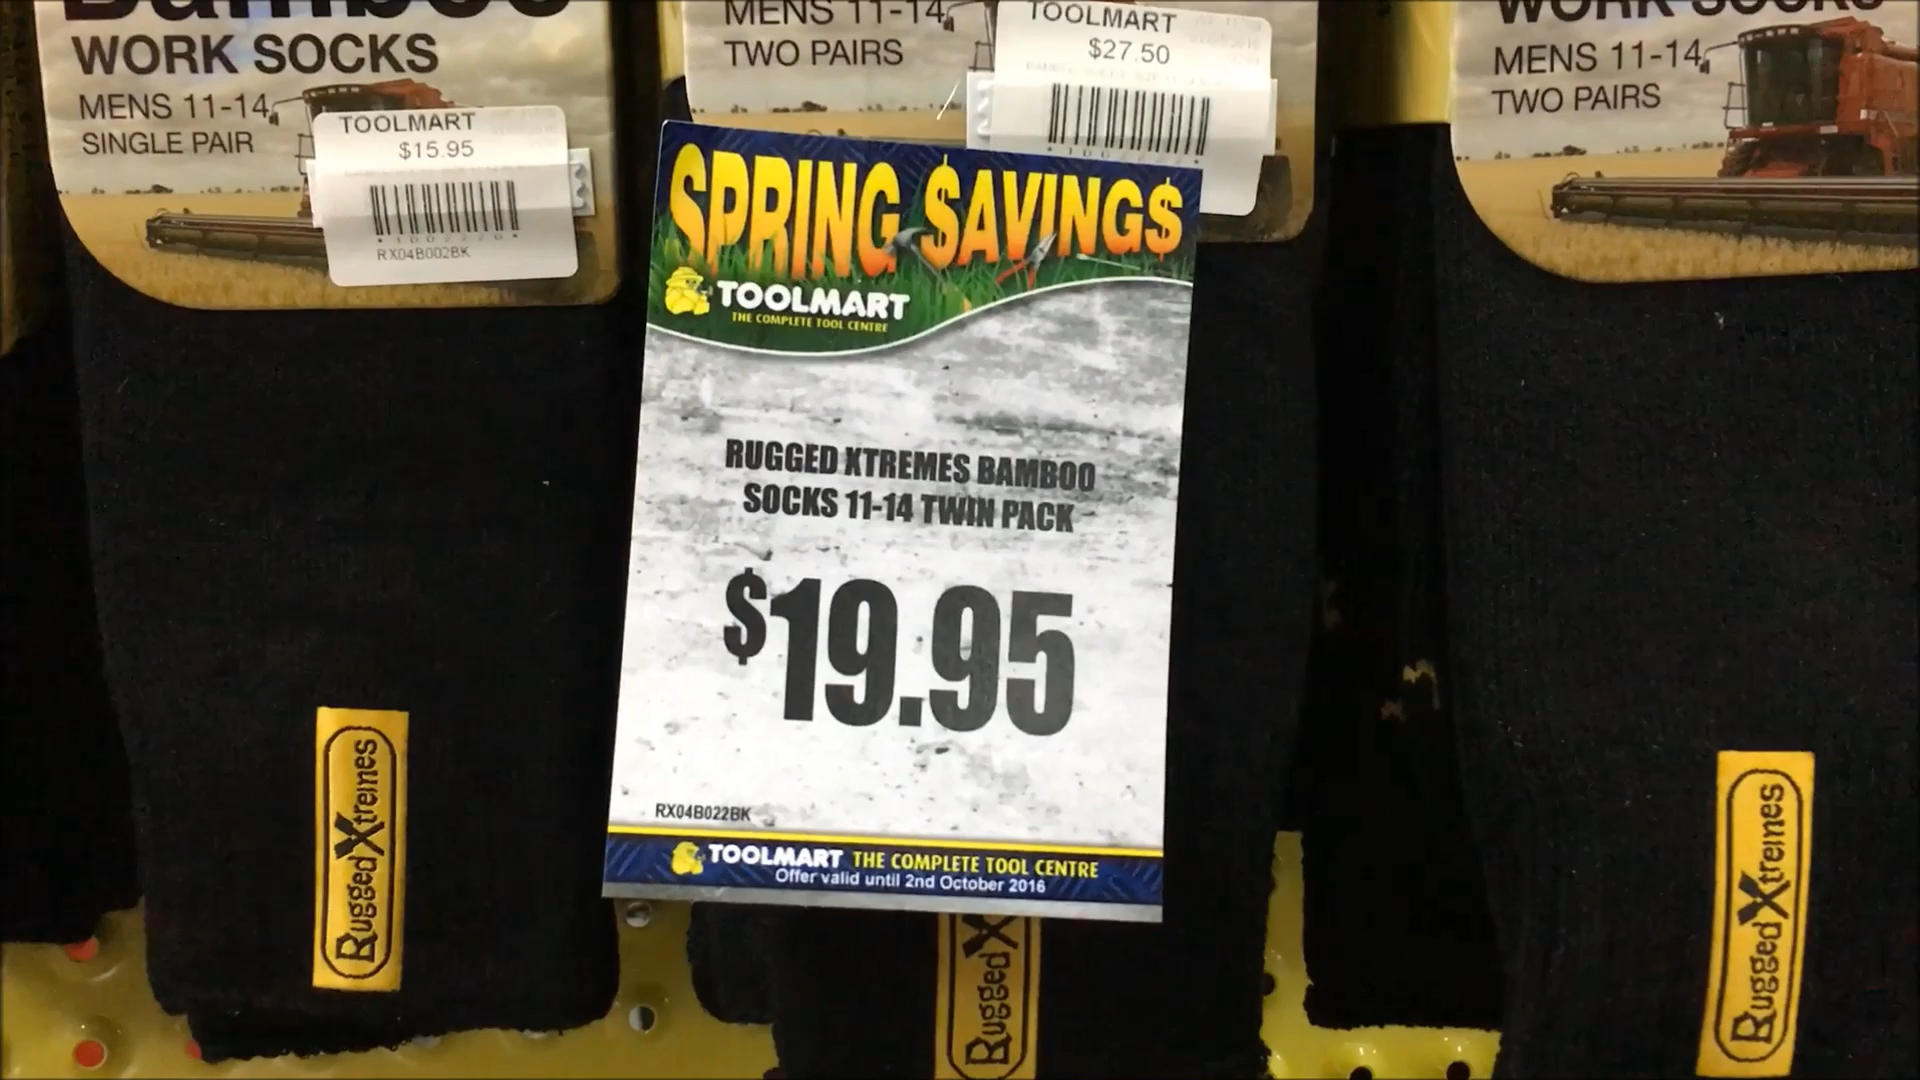 WORK SOCKS
MENS 11-14
SINGLE PAIR
TOOLMART
$15.95
RX04B002BK
MENS 11-14
TWO PAIRS
TOOLMART
$27.50
WORK SOCKS
MENS 11-14
TWO PAIRS
SPRING $AVING$
TOOLMART
THE COMPLETE TOOL CENTRE
RUGGED XTREMES BAMBOO
SOCKS 11-14 TWIN PACK
$19.95
RX04B022BK
TOOLMART THE COMPLETE TOOL CENTRE
Offer valid until 2nd October 2016
RuggedXtremes
RuggedX
RuggedXtremes